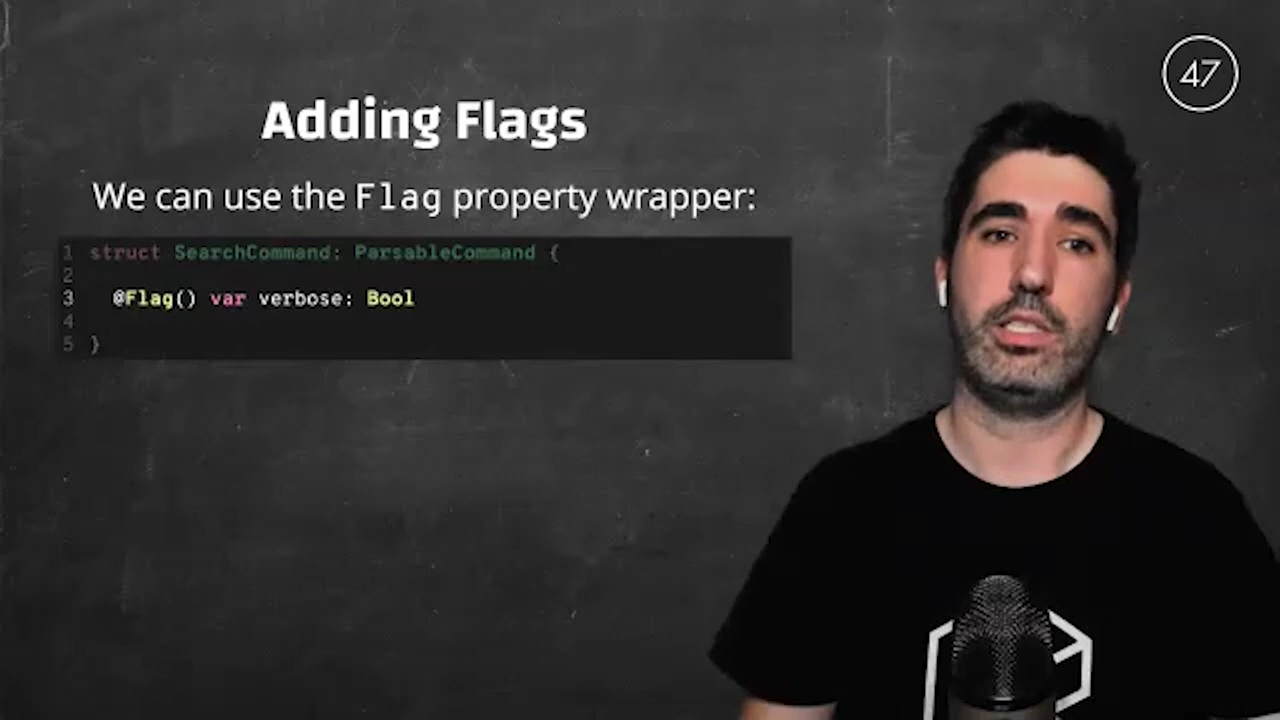 47
Adding Flags
We can use the Flag property wrapper:
1 struct SearchCommand: ParsableCommand {
2
3 @Flag() var verbose: Bool
4
5 }